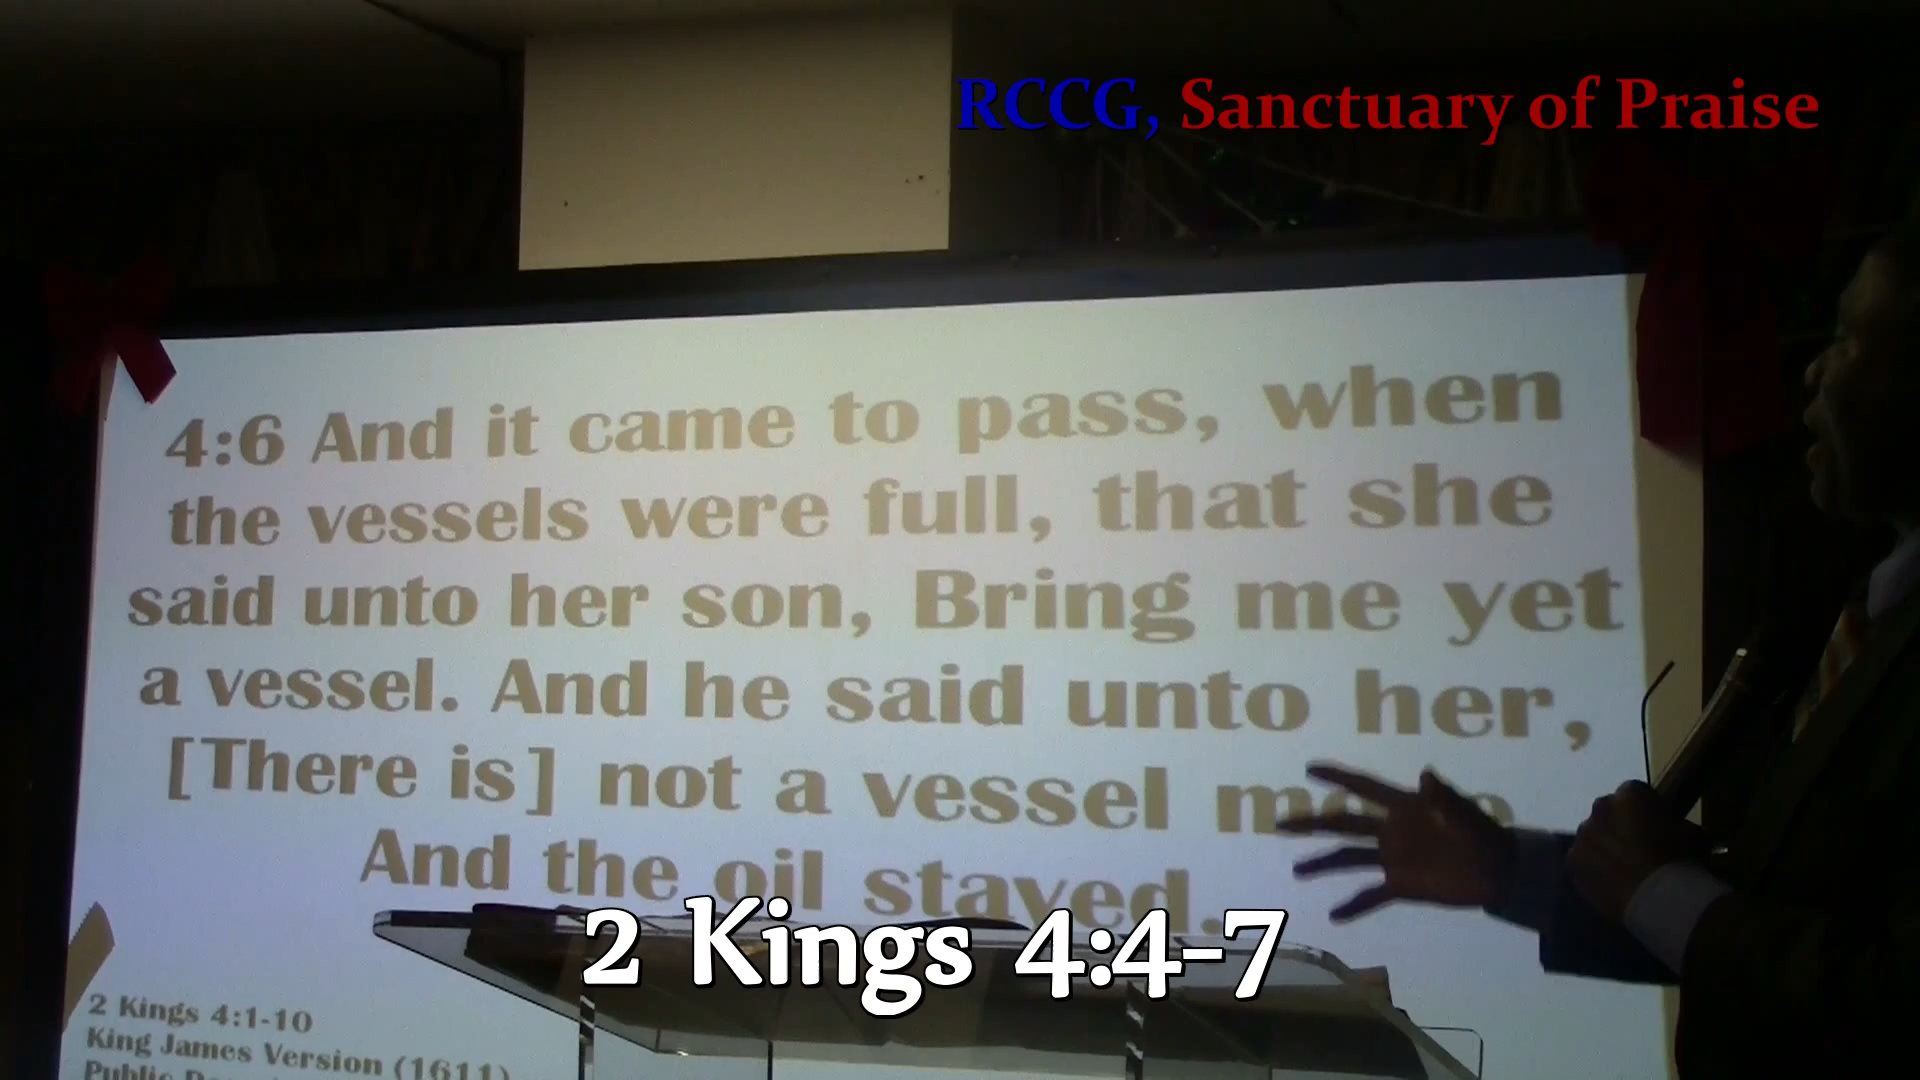 RCCG, Sanctuary of Praise
4:6 And it came to pass, when
the vessels were full, that she
said unto her son, Bring me yet
a vessel. And he said unto her,
[There is] not a vessel
And the oil stayed.
2 Kings 4:4-7
2 Kings 4:1-10
King James Version (1611)
Public